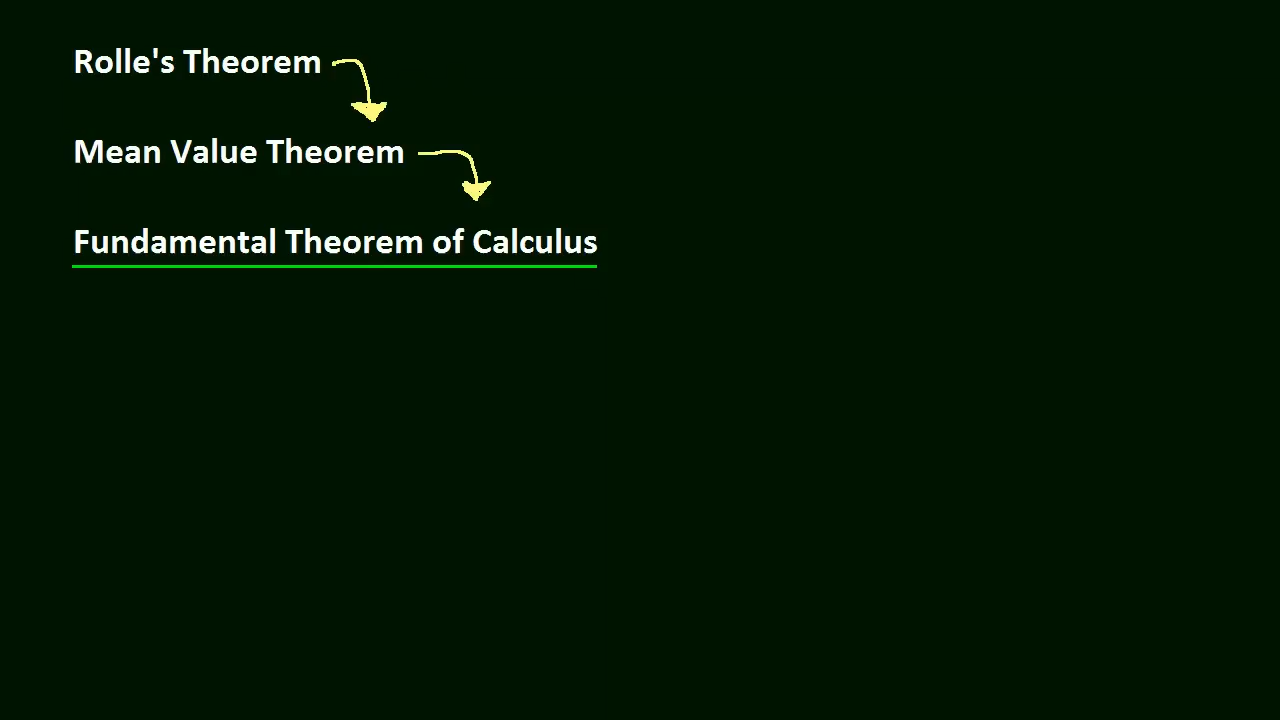 Rolle's Theorem
Mean Value Theorem
Fundamental Theorem of Calculus